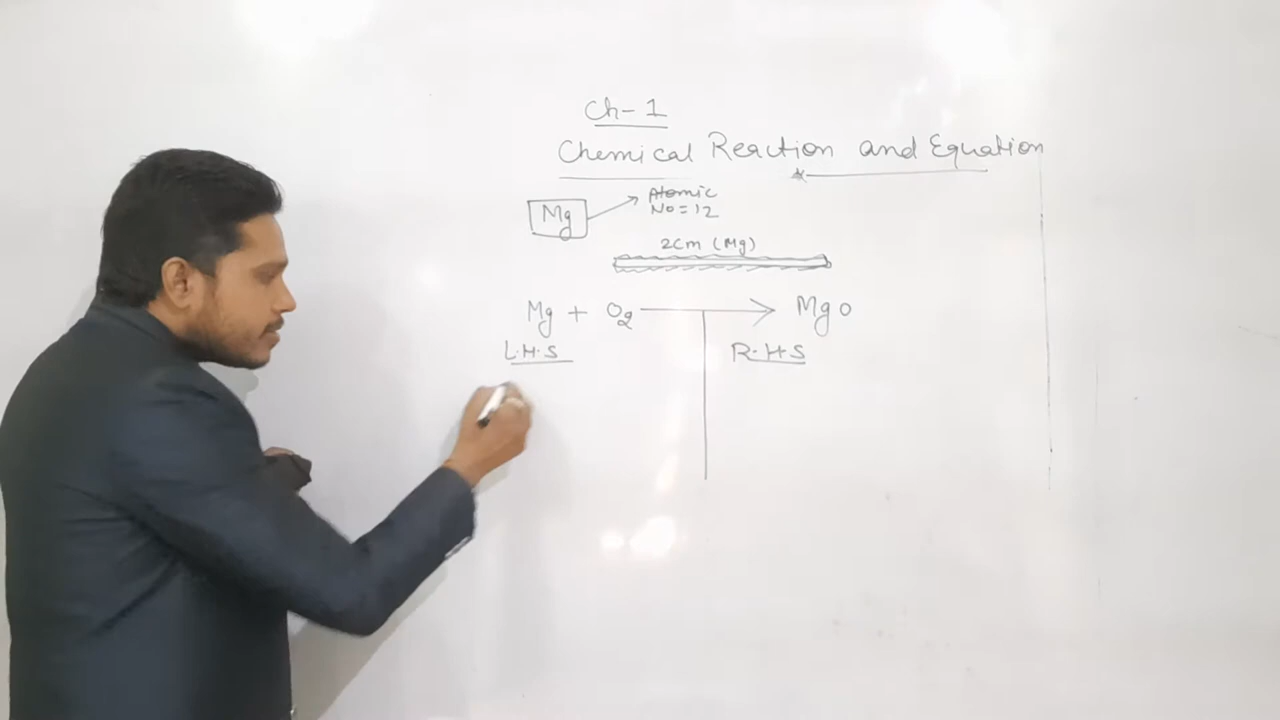 Ch-1
Chemical Reaction and Equation
Mg
Atomic
No=12
2cm (Mg)
Mg + O2 → MgO
L.H.S R.H.S